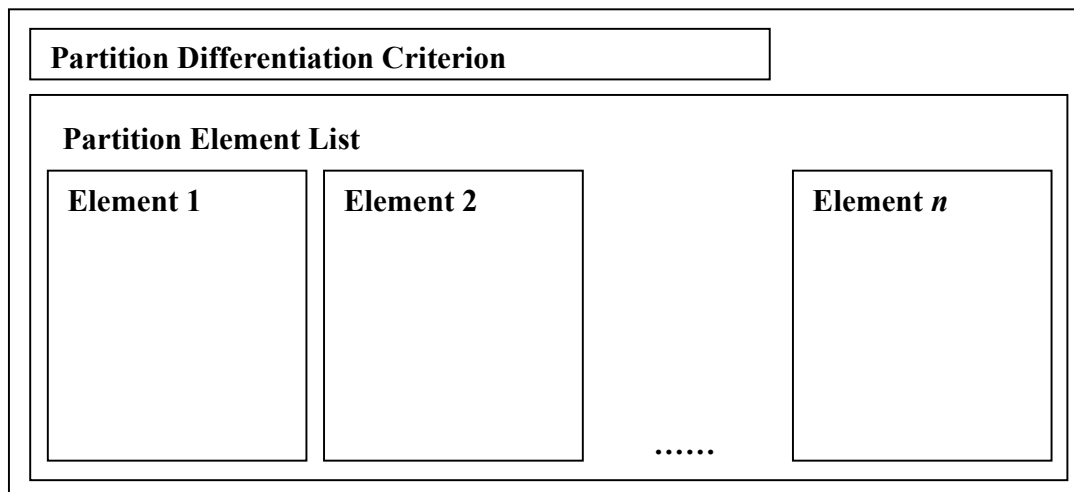 Partition Differentiation Criterion
Partition Element List
Element 1
Element 2
Element n
......